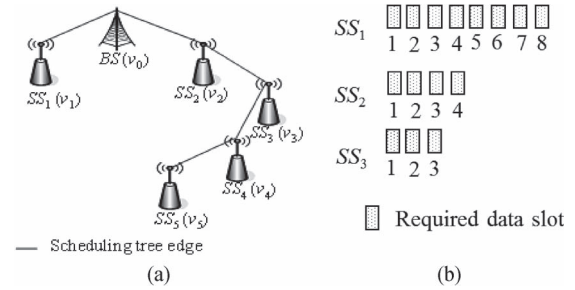 (a)
BS (v₀)
SS₁ (v₁)
SS₂ (v₂)
SS₃ (v₃)
SS₄ (v₄)
SS₅ (v₅)
Scheduling tree edge
(b)
SS₁
1 2 3 4 5 6 7 8
SS₂
1 2 3 4
SS₃
1 2 3
Required data slot
(a)
(b)